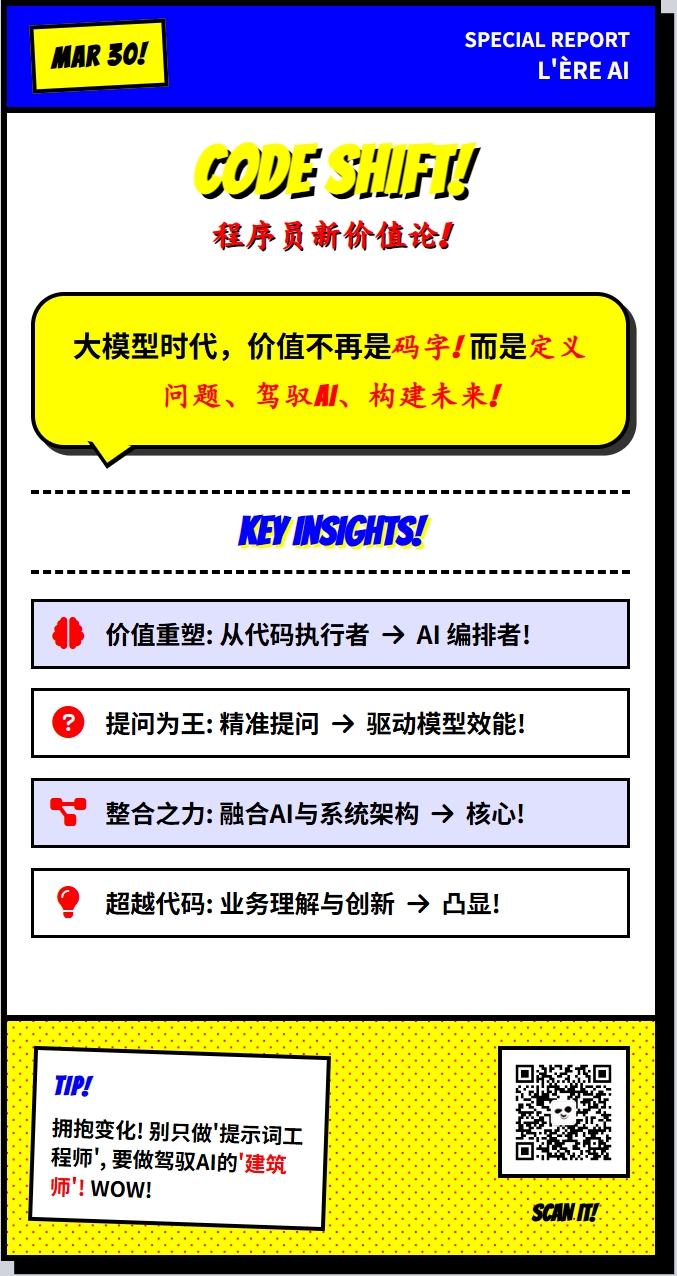 MAR 30!
SPECIAL REPORT
L'ÈRE AI
CODE SHIFT!
程序员新价值论!
大模型时代，价值不再是码字! 而是定义
问题、驾驭AI、构建未来!
KEY INSIGHTS!
价值重塑: 从代码执行者 → AI 编排者!
提问为王: 精准提问 → 驱动模型效能!
整合之力: 融合AI与系统架构 → 核心!
超越代码: 业务理解与创新 → 凸显!
TIP!
拥抱变化! 别只做'提示词工
程师', 要做驾驭AI的'建筑
师'! WOW!
SCAN IT!